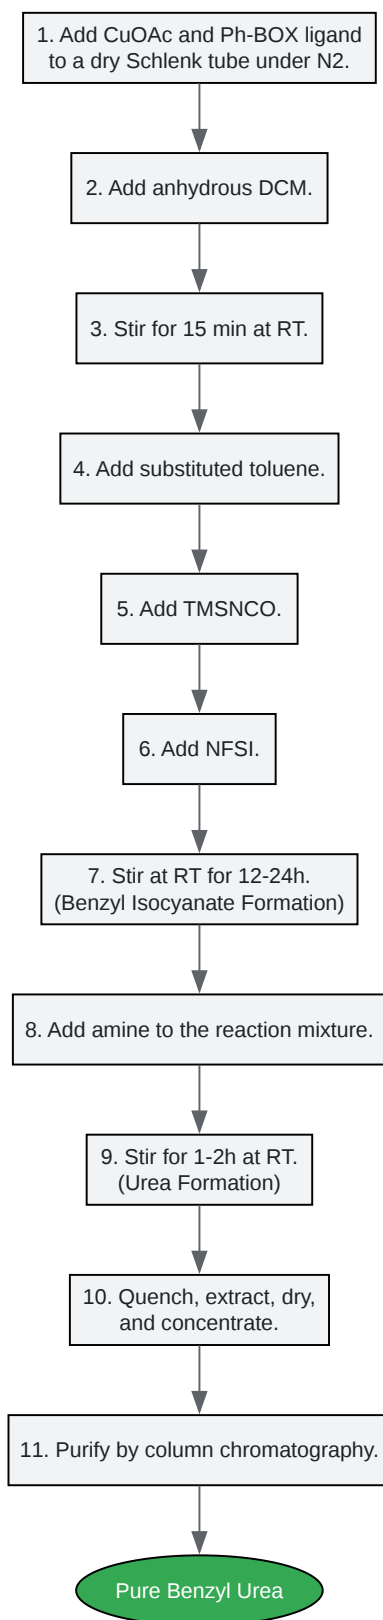 1. Add CuOAc and Ph-BOX ligand
to a dry Schlenk tube under N2.
2. Add anhydrous DCM.
3. Stir for 15 min at RT.
4. Add substituted toluene.
5. Add TMSNCO.
6. Add NFSI.
7. Stir at RT for 12-24h.
(Benzyl Isocyanate Formation)
8. Add amine to the reaction mixture.
9. Stir for 1-2h at RT.
(Urea Formation)
10. Quench, extract, dry,
and concentrate.
11. Purify by column chromatography.
Pure Benzyl Urea